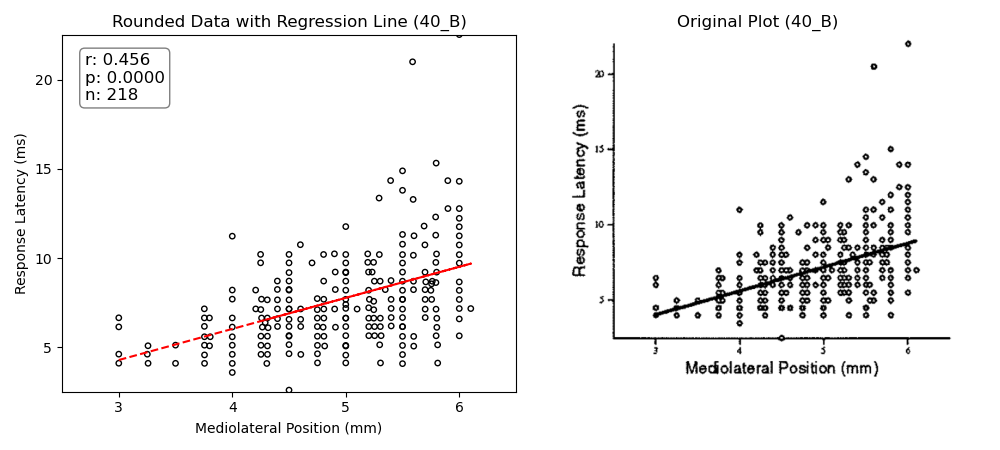 Rounded Data with Regression Line (40_B)
r: 0.456
p: 0.0000
n: 218
20
15
10
5
3
4
5
6
Response Latency (ms)
Mediolateral Position (mm)
Original Plot (40_B)
20
15
10
5
3
4
5
6
Response Latency (ms)
Mediolateral Position (mm)